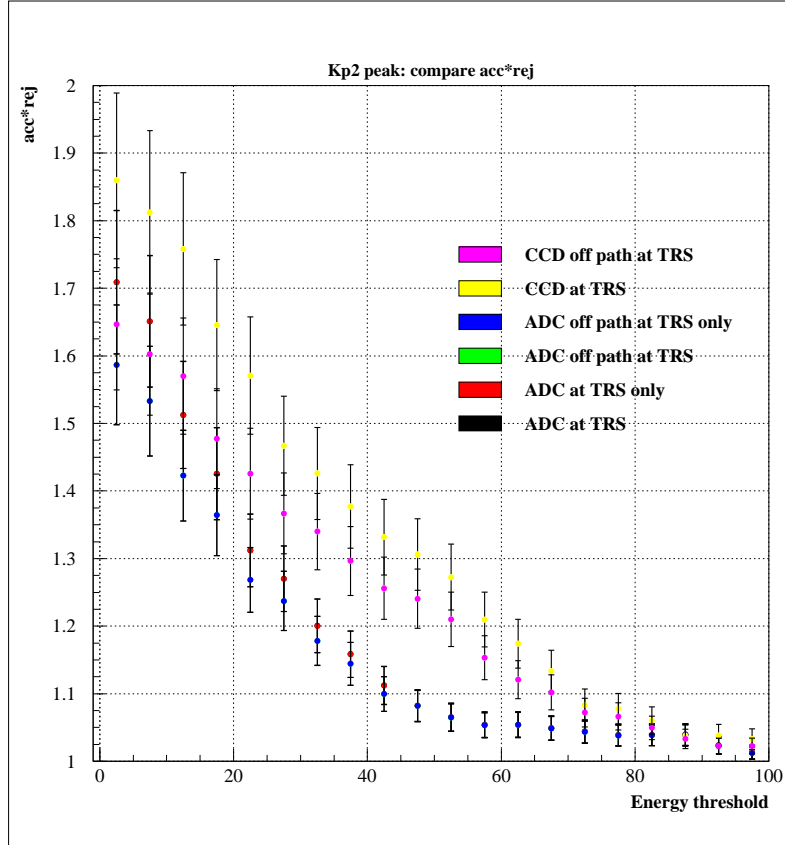 Kp2 peak: compare acc*rej
acc*rej
2
1.9
1.8
1.7
1.6
1.5
1.4
1.3
1.2
1.1
1
CCD off path at TRS
CCD at TRS
ADC off path at TRS only
ADC off path at TRS
ADC at TRS only
ADC at TRS
0 20 40 60 80 100
Energy threshold